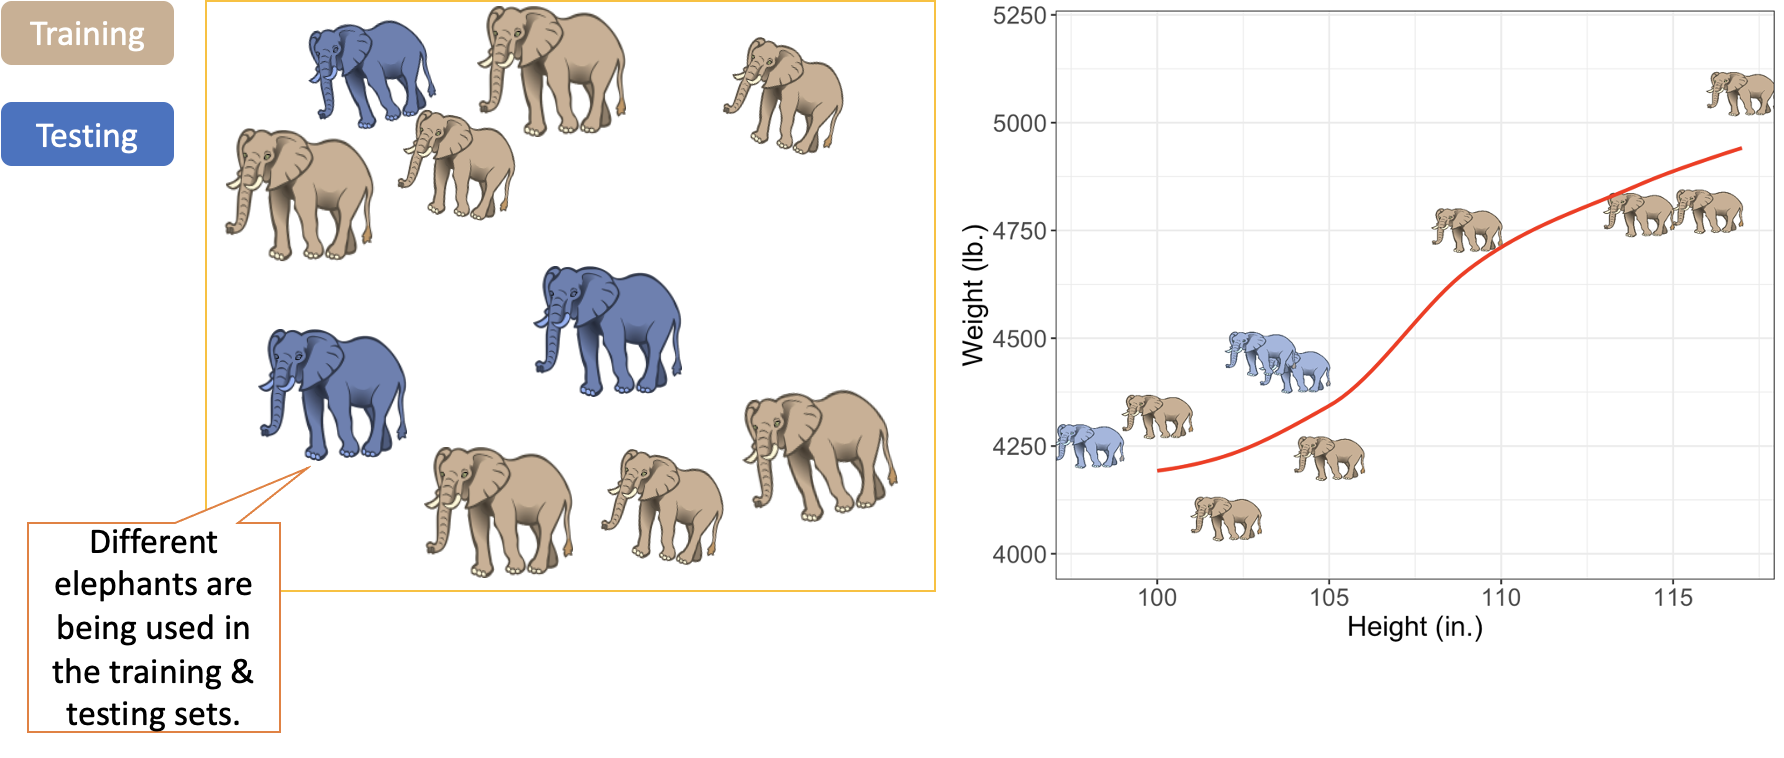 Training
Testing
Different
elephants are
being used in
the training &
testing sets.
5250
5000
4750
4500
4250
4000
Weight (lb.)
100 105 110 115
Height (in.)